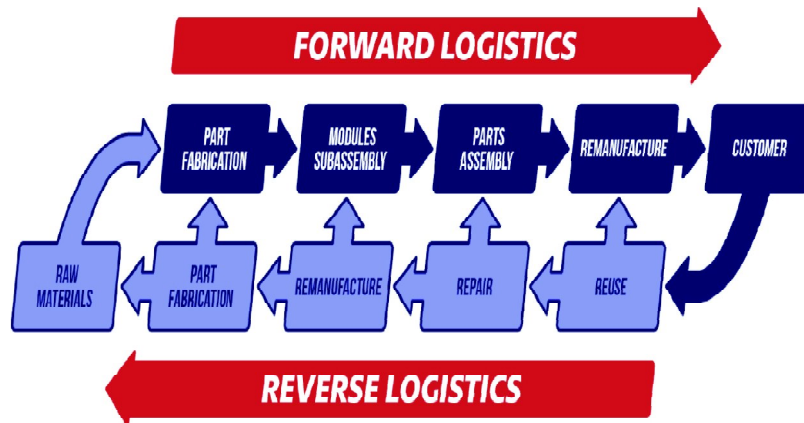 FORWARD LOGISTICS
PART
FABRICATION
MODULES
SUBASSEMBLY
PARTS
ASSEMBLY
REMANUFACTURE
CUSTOMER
RAW
MATERIALS
PART
FABRICATION
REMANUFACTURE
REPAIR
REUSE
REVERSE LOGISTICS